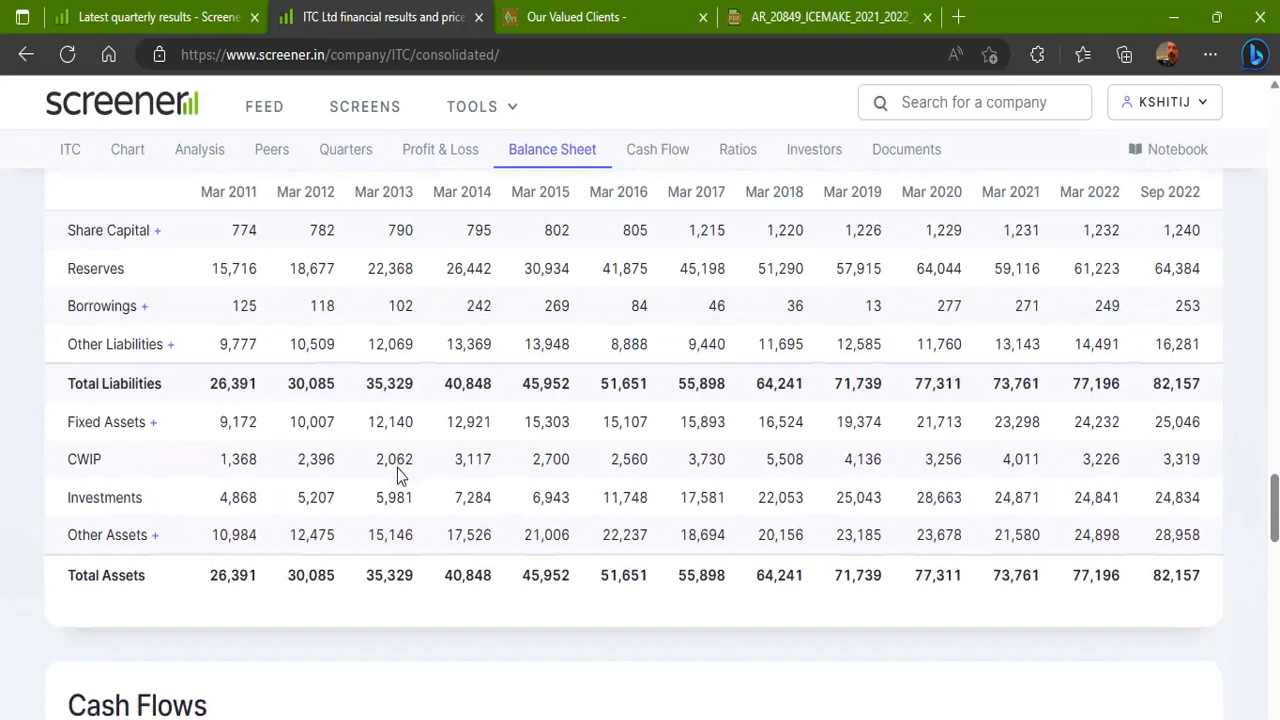 Latest quarterly results - Screene
ITC Ltd financial results and price
Our Valued Clients -
AR_20849_ICEMAKE_2021_2022_
https://www.screener.in/company/ITC/consolidated/
screener FEED SCREENS TOOLS Search for a company KSHITIJ
ITC Chart Analysis Peers Quarters Profit & Loss Balance Sheet Cash Flow Ratios Investors Documents Notebook
Mar 2011 Mar 2012 Mar 2013 Mar 2014 Mar 2015 Mar 2016 Mar 2017 Mar 2018 Mar 2019 Mar 2020 Mar 2021 Mar 2022 Sep 2022
Share Capital + 774 782 790 795 802 805 1,215 1,220 1,226 1,229 1,231 1,232 1,240
Reserves 15,716 18,677 22,368 26,442 30,934 41,875 45,198 51,290 57,915 64,044 59,116 61,223 64,384
Borrowings + 125 118 102 242 269 84 46 36 13 277 271 249 253
Other Liabilities + 9,777 10,509 12,069 13,369 13,948 8,888 9,440 11,695 12,585 11,760 13,143 14,491 16,281
Total Liabilities 26,391 30,085 35,329 40,848 45,952 51,651 55,898 64,241 71,739 77,311 73,761 77,196 82,157
Fixed Assets + 9,172 10,007 12,140 12,921 15,303 15,107 15,893 16,524 19,374 21,713 23,298 24,232 25,046
CWIP 1,368 2,396 2,062 3,117 2,700 2,560 3,730 5,508 4,136 3,256 4,011 3,226 3,319
Investments 4,868 5,207 5,981 7,284 6,943 11,748 17,581 22,053 25,043 28,663 24,871 24,841 24,834
Other Assets + 10,984 12,475 15,146 17,526 21,006 22,237 18,694 20,156 23,185 23,678 21,580 24,898 28,958
Total Assets 26,391 30,085 35,329 40,848 45,952 51,651 55,898 64,241 71,739 77,311 73,761 77,196 82,157
Cash Flows